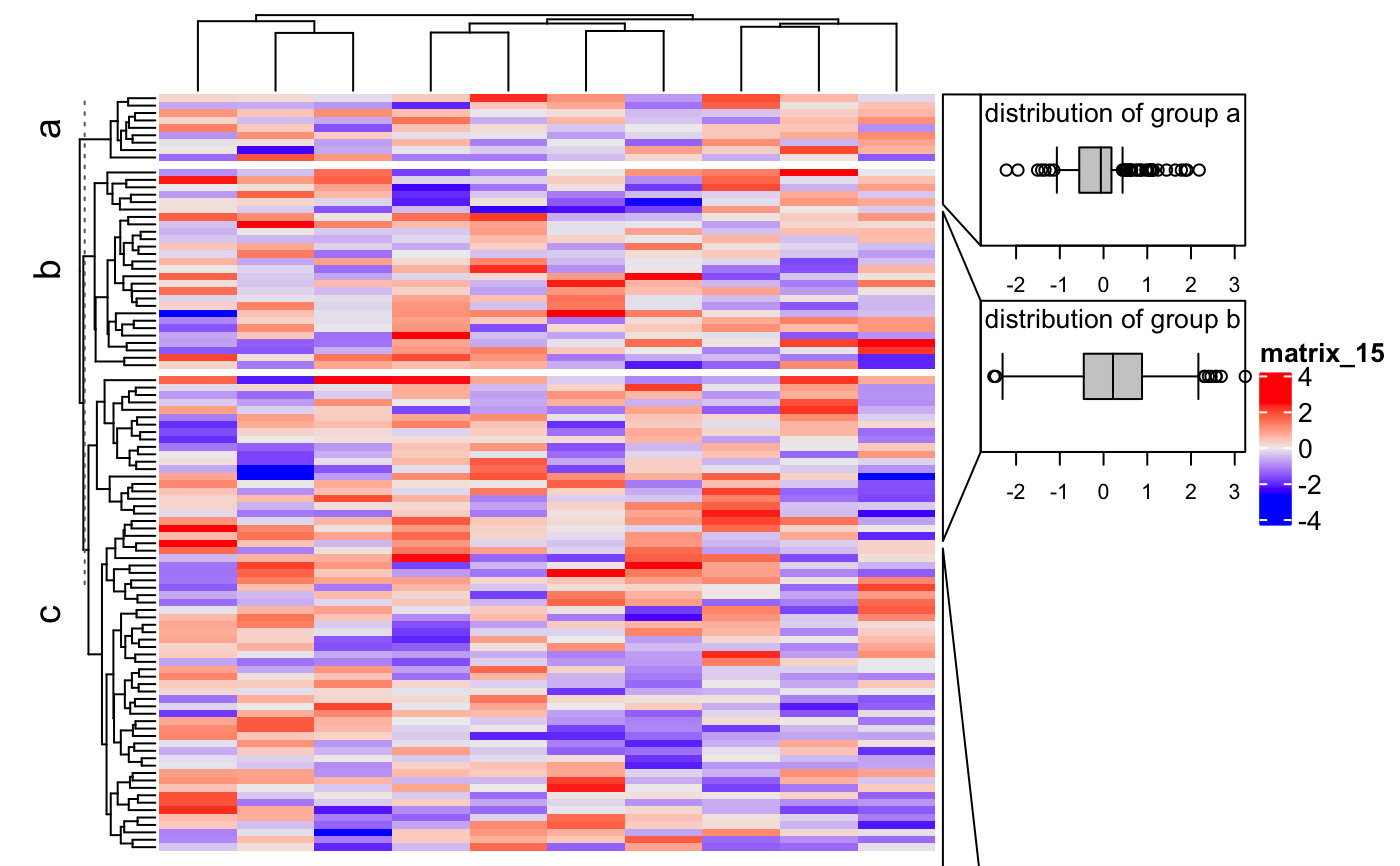 a
b
c
distribution of group a
-2 -1 0 1 2 3
distribution of group b
-2 -1 0 1 2 3
matrix_15
4
2
0
-2
-4